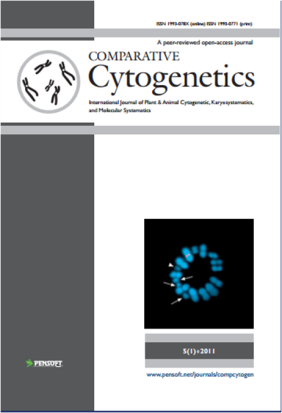 ISSN 1993-078X (online) ISSN 1993-0771 (print)
A peer-reviewed open-access journal
COMPARATIVE
Cytogenetics
International Journal of Plant & Animal Cytogenetic, Karyosystematics,
and Molecular Systematics
5(1)•2011
PENSOFT.
www.pensoft.net/journals/compcytogen